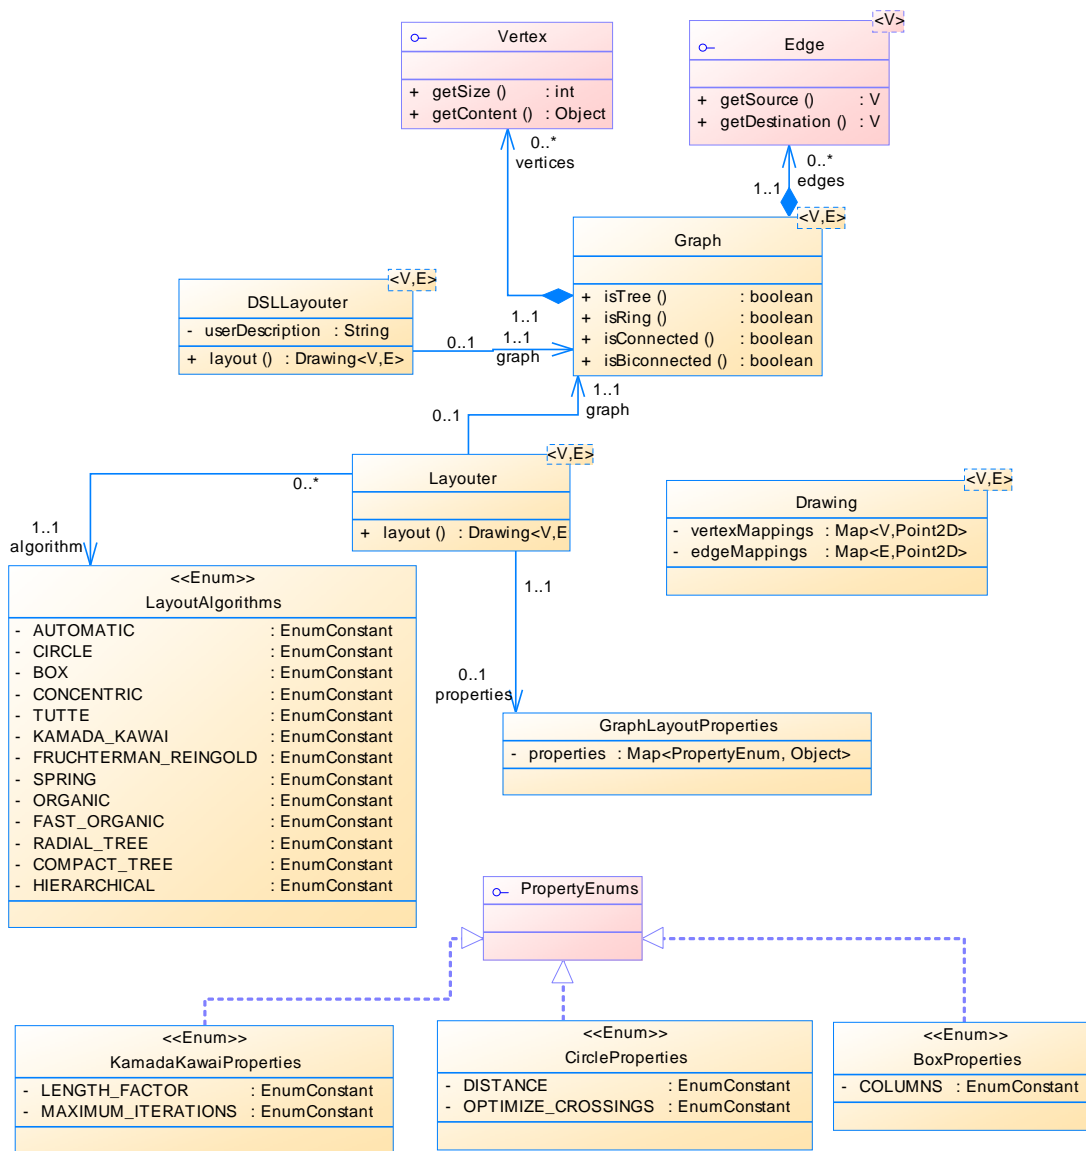 Vertex
+ getSize () : int
+ getContent () : Object
<V>
Edge
+ getSource () : V
+ getDestination () : V
0..*
vertices
0..*
edges
1..1
<V,E>
Graph
+ isTree () : boolean
+ isRing () : boolean
+ isConnected () : boolean
+ isBiconnected () : boolean
1..1
<V,E>
DSLLayouter
- userDescription : String
+ layout () : Drawing<V,E>
0..1
1..1
graph
1..1
graph
0..1
<V,E>
Layouter
+ layout () : Drawing<V,E
0..*
1..1
algorithm
<V,E>
Drawing
- vertexMappings : Map<V,Point2D>
- edgeMappings : Map<E,Point2D>
<<Enum>>
LayoutAlgorithms
- AUTOMATIC : EnumConstant
- CIRCLE : EnumConstant
- BOX : EnumConstant
- CONCENTRIC : EnumConstant
- TUTTE : EnumConstant
- KAMADA_KAWAI : EnumConstant
- FRUCHTERMAN_REINGOLD : EnumConstant
- SPRING : EnumConstant
- ORGANIC : EnumConstant
- FAST_ORGANIC : EnumConstant
- RADIAL_TREE : EnumConstant
- COMPACT_TREE : EnumConstant
- HIERARCHICAL : EnumConstant
1..1
0..1
properties
GraphLayoutProperties
- properties : Map<PropertyEnum, Object>
PropertyEnums
<<Enum>>
KamadaKawaiProperties
- LENGTH_FACTOR : EnumConstant
- MAXIMUM_ITERATIONS : EnumConstant
<<Enum>>
CircleProperties
- DISTANCE : EnumConstant
- OPTIMIZE_CROSSINGS : EnumConstant
<<Enum>>
BoxProperties
- COLUMNS : EnumConstant